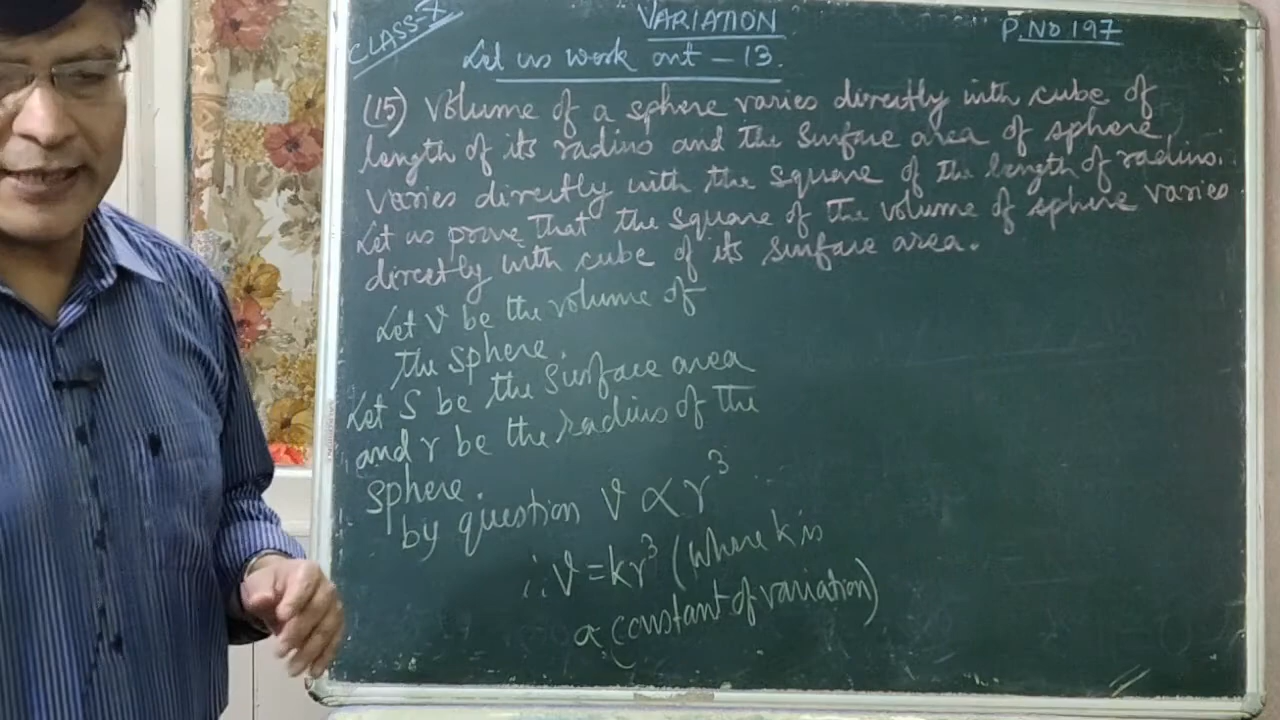 CLASS-X
VARIATION
P.NO 197
Let us work out - 13.
(15) Volume of a sphere varies directly with cube of
length of its radius and the surface area of sphere
varies directly with the square of the length of radius.
Let us prove that the square of the volume of sphere varies
directly with cube of its surface area.
Let v be the volume of
the sphere.
Let S be the surface area
and r be the radius of the
sphere.
by question v ∝ r³
∴ v = kr³ (where k is
a constant of variation)